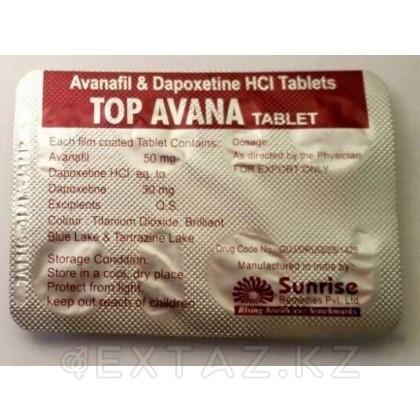 Avanafil & Dapoxetine HCl Tablets
TOP AVANA TABLET
Each film coated Tablet Contains:
Avanafil 50 mg
Dapoxetine HCl eq. to
Dapoxetine 30 mg
Excipients Q.S.
Colour: Titanium Dioxide, Brilliant
Blue Lake & Tartrazine Lake
Storage Condition:
Store in a cool, dry place
Protect from light,
keep out reach of children
Dosage
As directed by the Physician
FOR EXPORT ONLY
Drug Code No.
Manufactured in India by :
Sunrise
Remedies Pvt. Ltd.
Rising healthcare benchmarks
EXTAZ.KZ